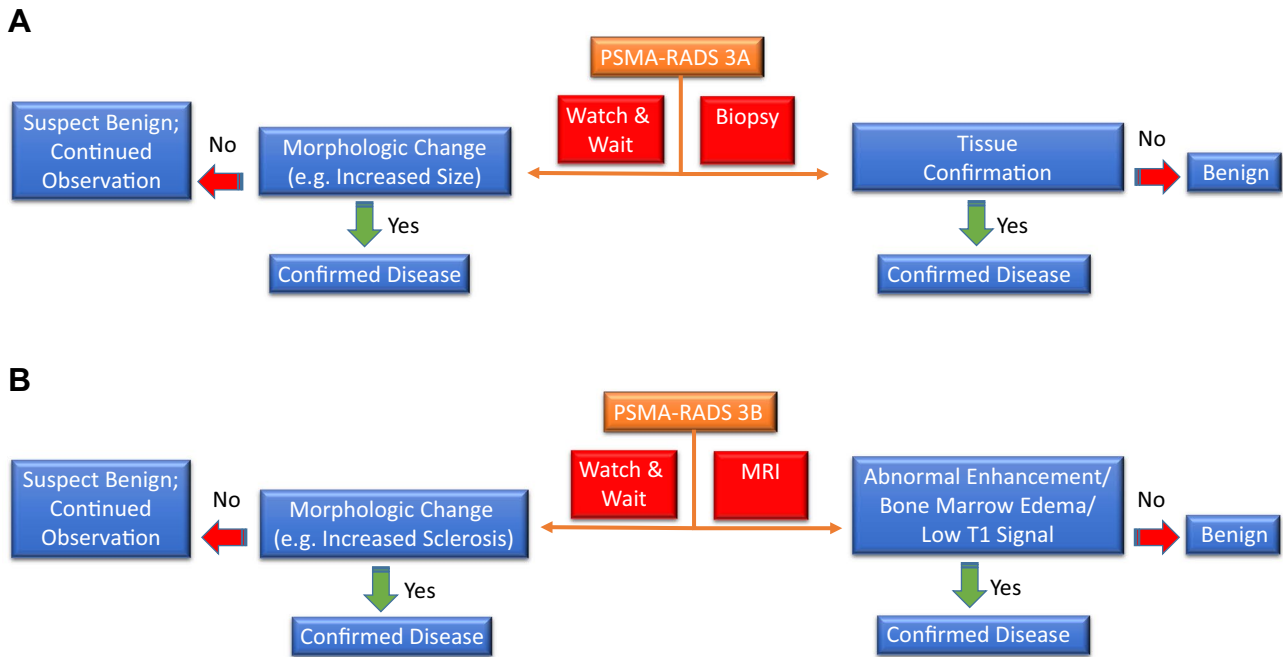 A
PSMA-RADS 3A
Watch &
Wait
Biopsy
Suspect Benign;
Continued
Observation
No
Morphologic Change
(e.g. Increased Size)
Yes
Confirmed Disease
Tissue
Confirmation
No
Benign
Yes
Confirmed Disease
B
PSMA-RADS 3B
Watch &
Wait
MRI
Suspect Benign;
Continued
Observation
No
Morphologic Change
(e.g. Increased Sclerosis)
Yes
Confirmed Disease
Abnormal Enhancement/
Bone Marrow Edema/
Low T1 Signal
No
Benign
Yes
Confirmed Disease